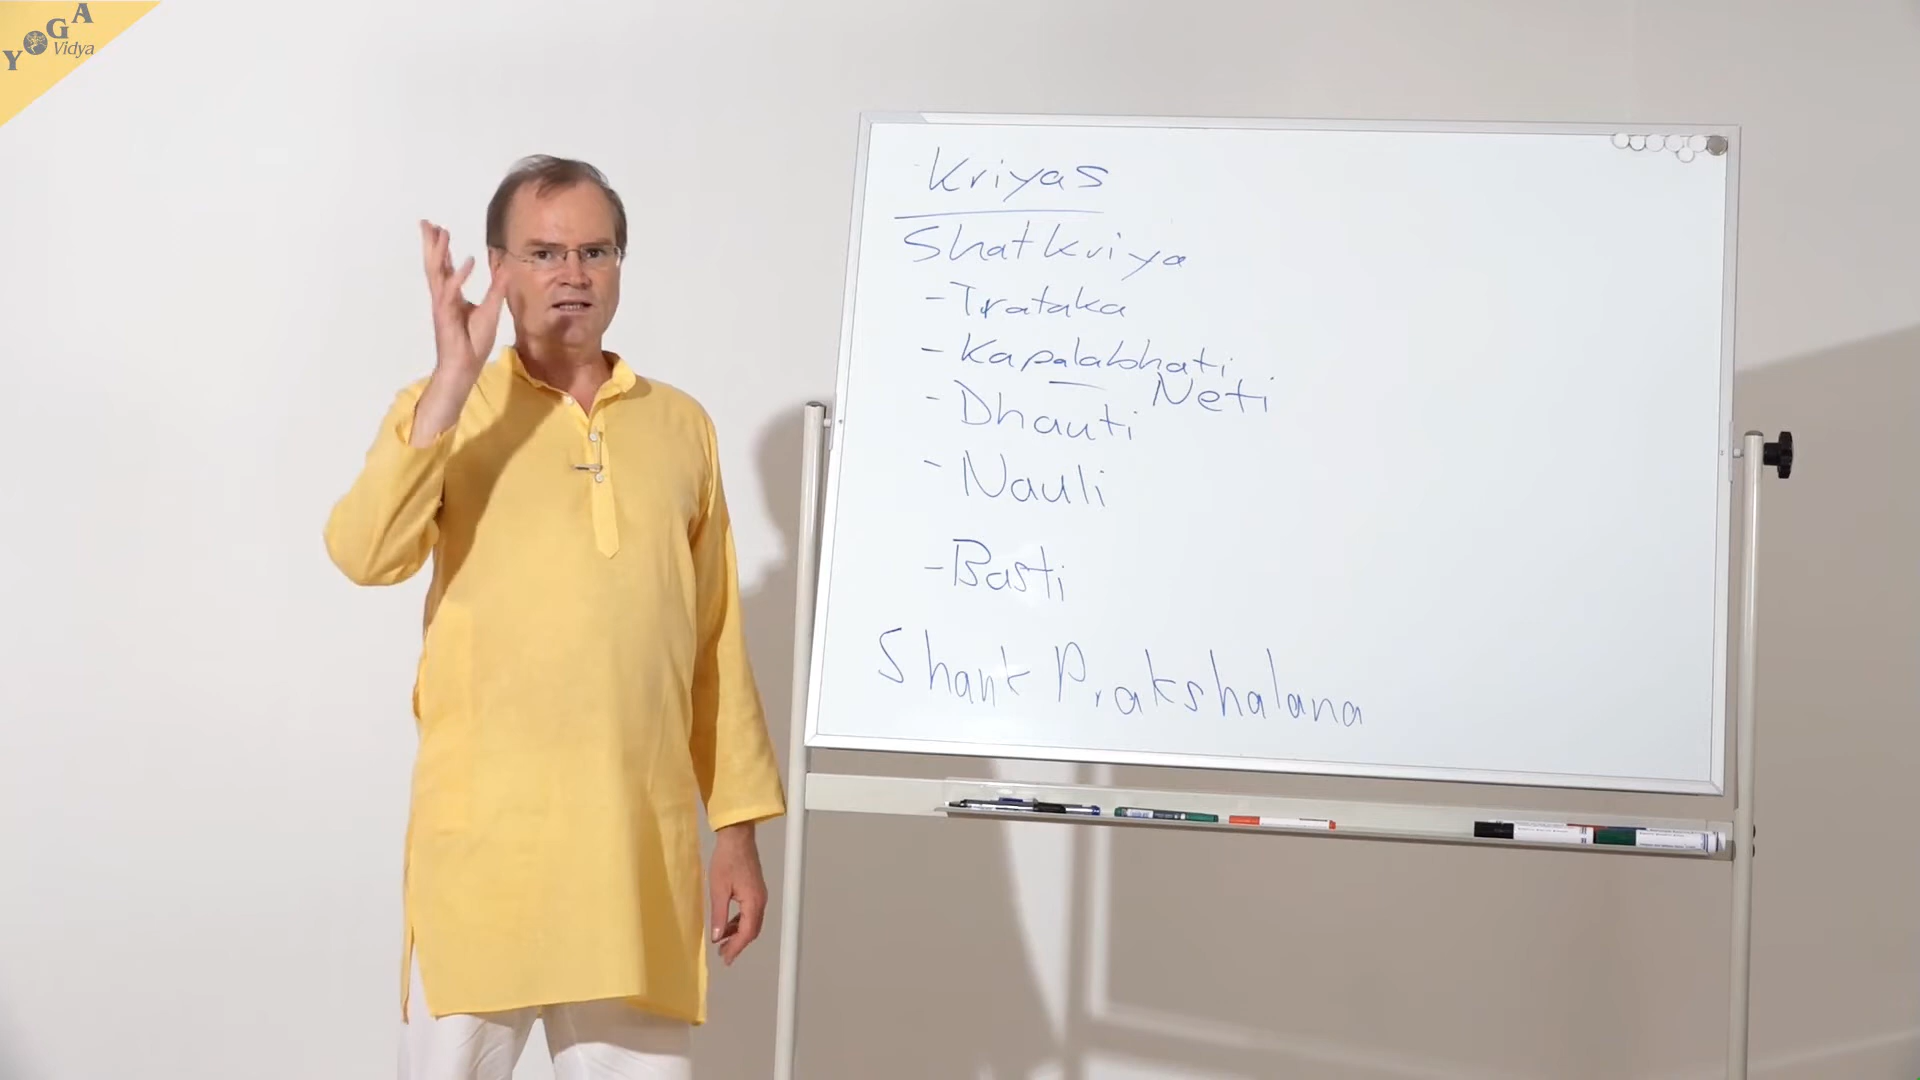 YOGA
Vidya
Kriyas
Shatkriya
- Trataka
- Kapalabhati
Neti
- Dhauti
- Nauli
- Basti
Shank Prakshalana